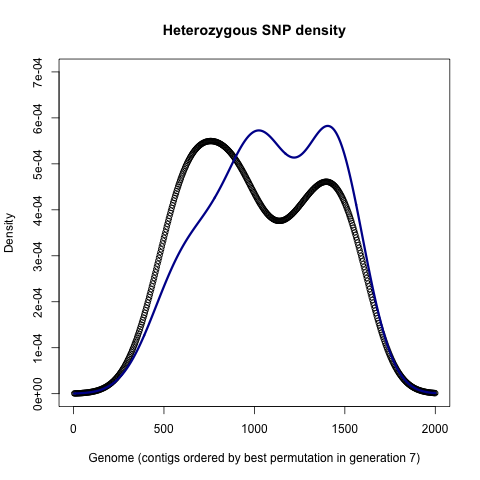 Heterozygous SNP density
7e-04
6e-04
5e-04
4e-04
3e-04
2e-04
1e-04
0e+00
Density
0 500 1000 1500 2000
Genome (contigs ordered by best permutation in generation 7)